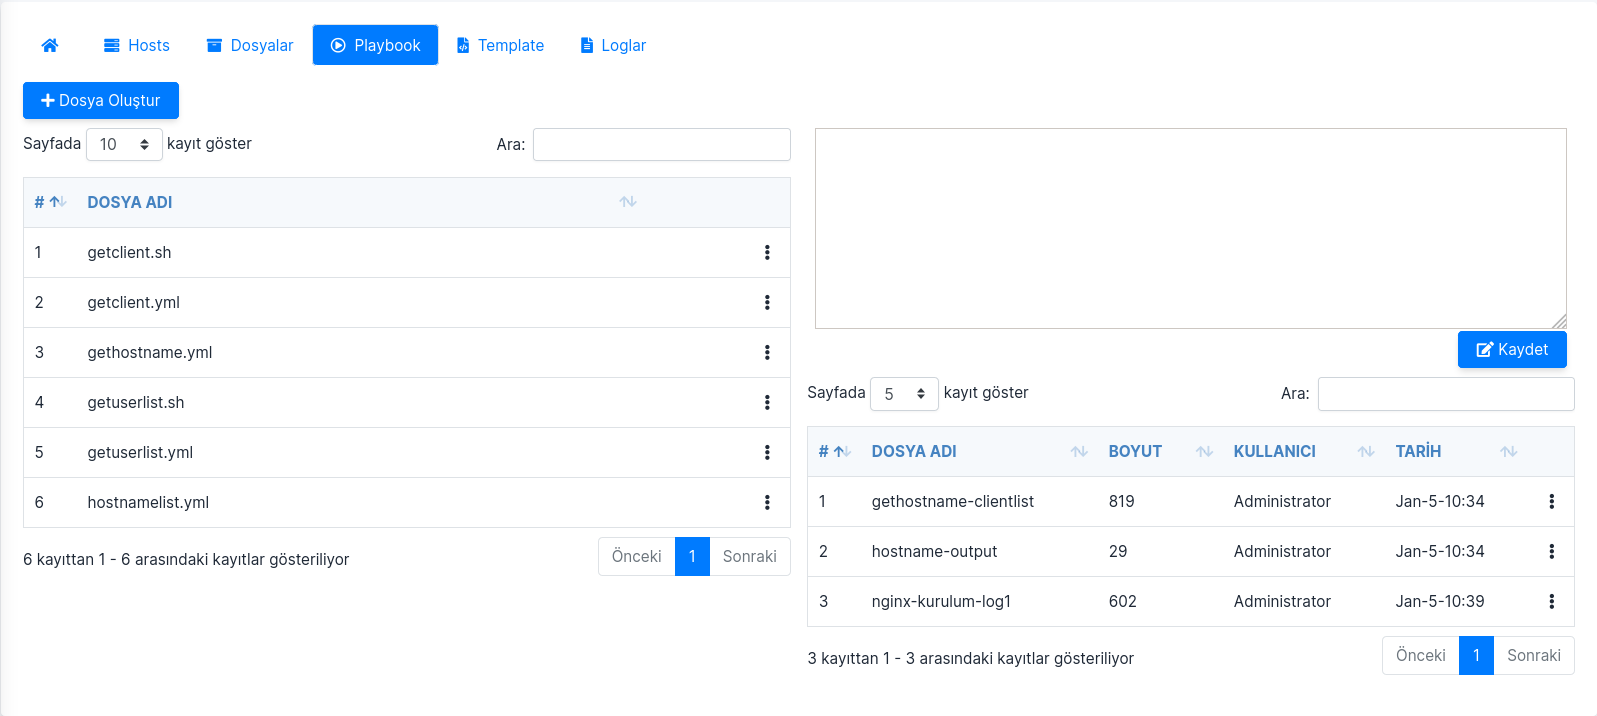 Hosts Dosyalar Playbook Template Loglar
Dosya Oluştur
Sayfada 10 kayıt göster Ara:
# DOSYA ADI
1 getclient.sh
2 getclient.yml
3 gethostname.yml
4 getuserlist.sh
5 getuserlist.yml
6 hostnamelist.yml
6 kayıttan 1 - 6 arasındaki kayıtlar gösteriliyor Önceki 1 Sonraki
Kaydet
Sayfada 5 kayıt göster Ara:
# DOSYA ADI BOYUT KULLANICI TARİH
1 gethostname-clientlist 819 Administrator Jan-5-10:34
2 hostname-output 29 Administrator Jan-5-10:34
3 nginx-kurulum-log1 602 Administrator Jan-5-10:39
3 kayıttan 1 - 3 arasındaki kayıtlar gösteriliyor Önceki 1 Sonraki